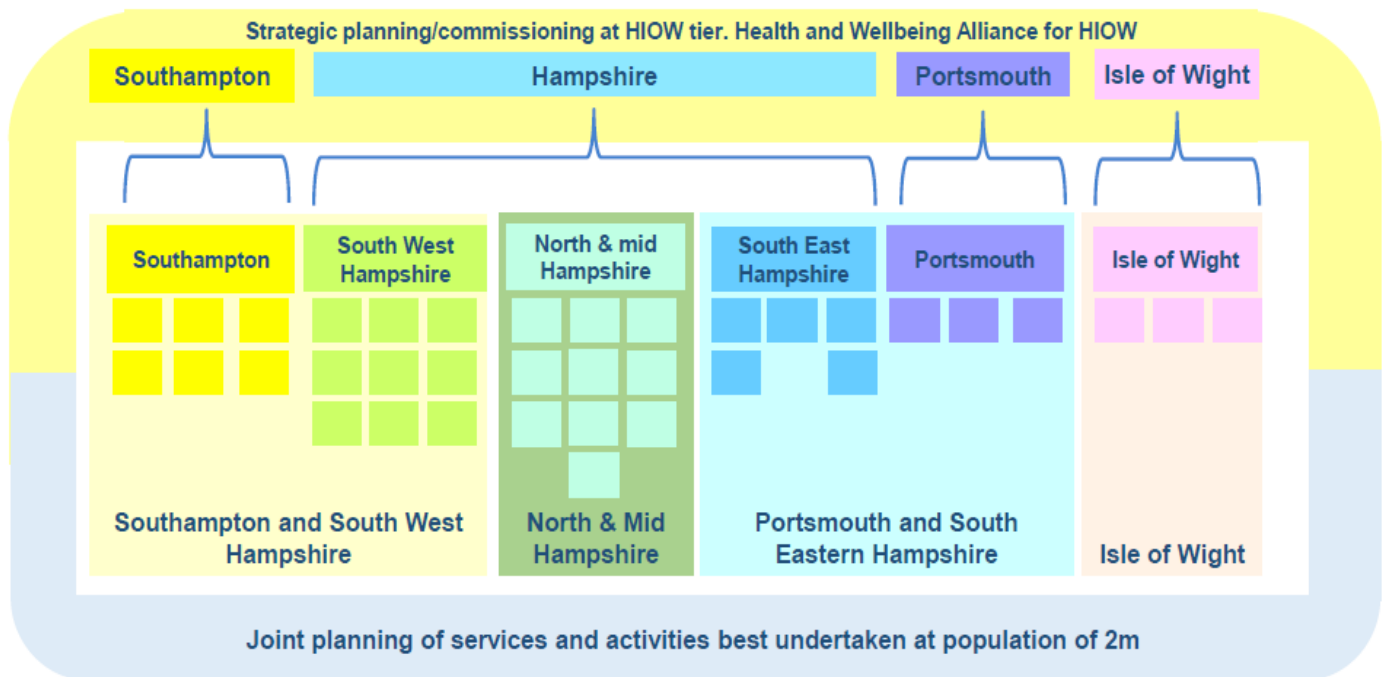 Strategic planning/commissioning at HIOW tier. Health and Wellbeing Alliance for HIOW
Southampton
Hampshire
Portsmouth
Isle of Wight
Southampton
South West
Hampshire
North & mid
Hampshire
South East
Hampshire
Portsmouth
Isle of Wight
Southampton and South West
Hampshire
North & Mid
Hampshire
Portsmouth and South
Eastern Hampshire
Isle of Wight
Joint planning of services and activities best undertaken at population of 2m